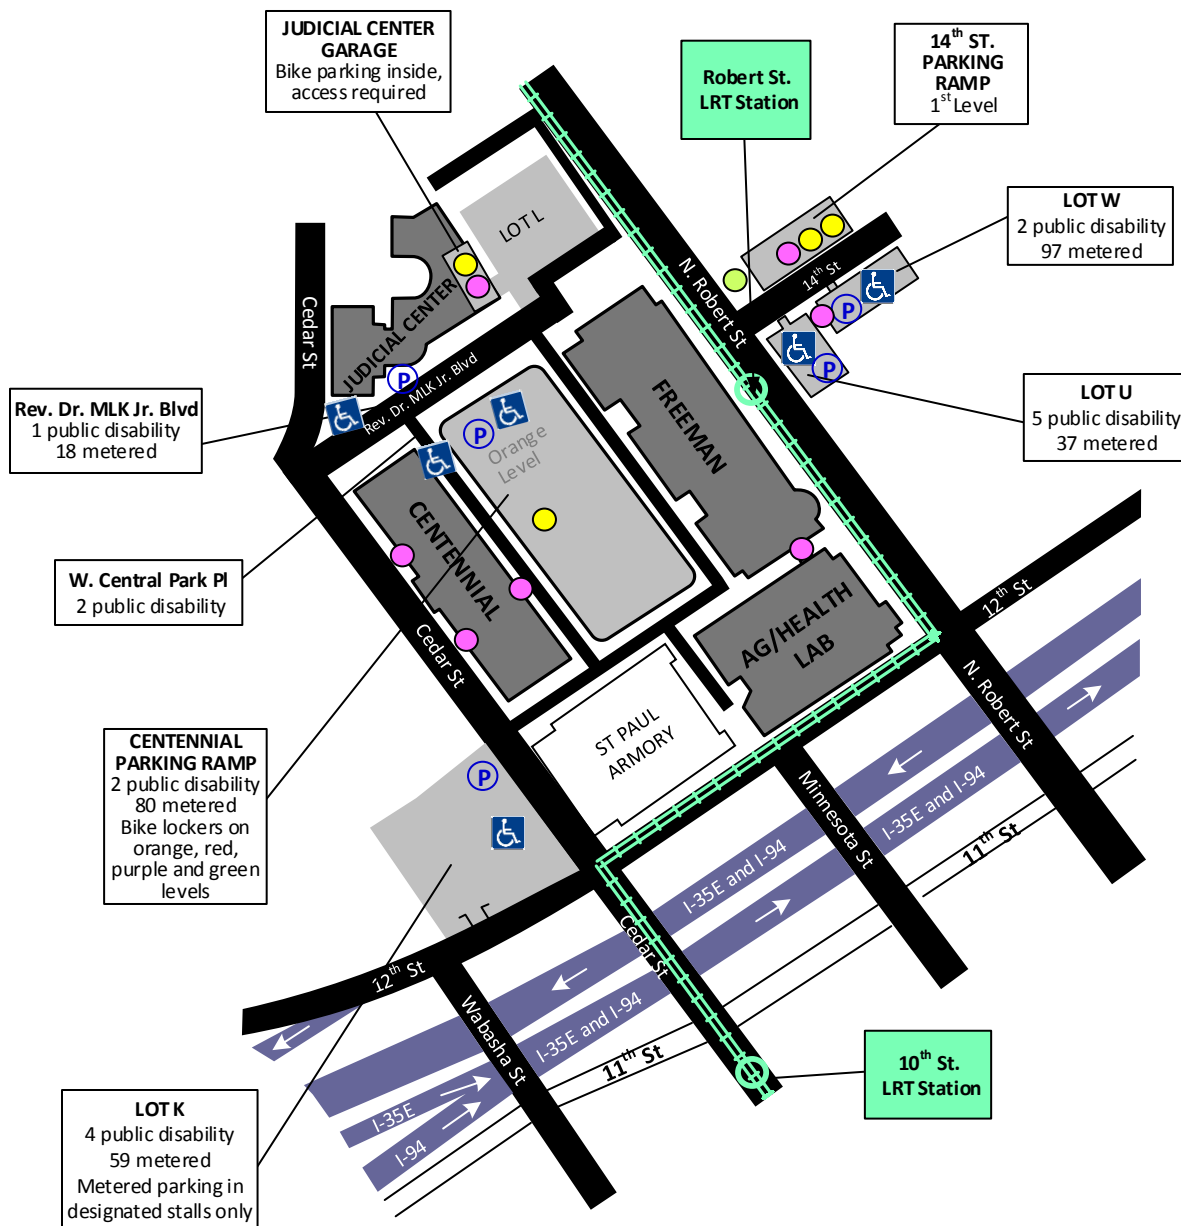 JUDICIAL CENTER
GARAGE
Bike parking inside,
access required
Robert St.
LRT Station
14th ST.
PARKING
RAMP
1st Level
LOT W
2 public disability
97 metered
LOT L
N. Robert St
14th St
Cedar St
JUDICIAL CENTER
P
P
P
Rev. Dr. MLK Jr. Blvd
Rev. Dr. MLK Jr. Blvd
1 public disability
18 metered
LOT U
5 public disability
37 metered
P
Orange
Level
FREEMAN
CENTENNIAL
W. Central Park Pl
2 public disability
12th St
AG/HEALTH
LAB
Cedar St
N. Robert St
ST PAUL
ARMORY
CENTENNIAL
PARKING RAMP
2 public disability
80 metered
Bike lockers on
orange, red,
purple and green
levels
P
Minnesota St
I-35E and I-94
11th St
I-35E and I-94
Cedar St
12th St
Wabasha St
I-35E and I-94
11th St
10th St.
LRT Station
I-35E
I-94
LOT K
4 public disability
59 metered
Metered parking in
designated stalls only